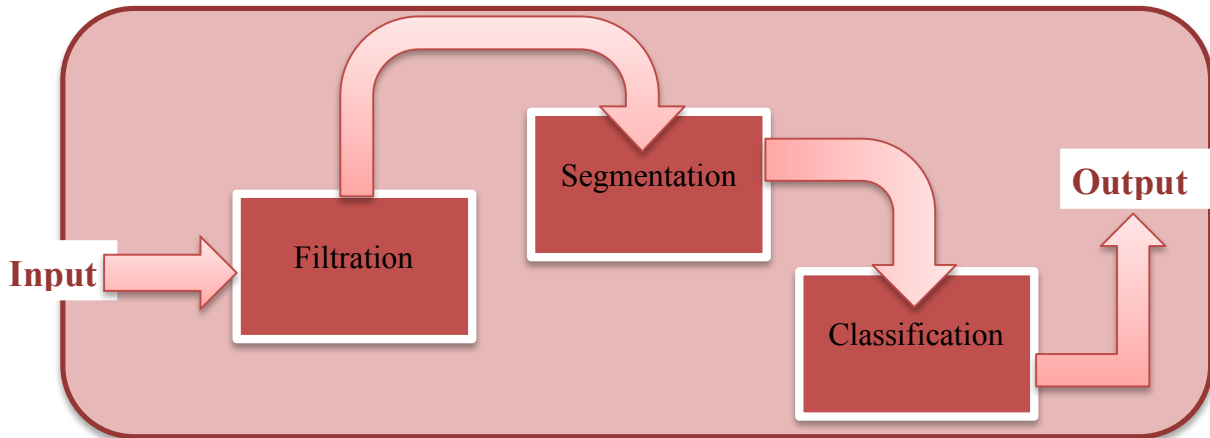 Input
Filtration
Segmentation
Classification
Output